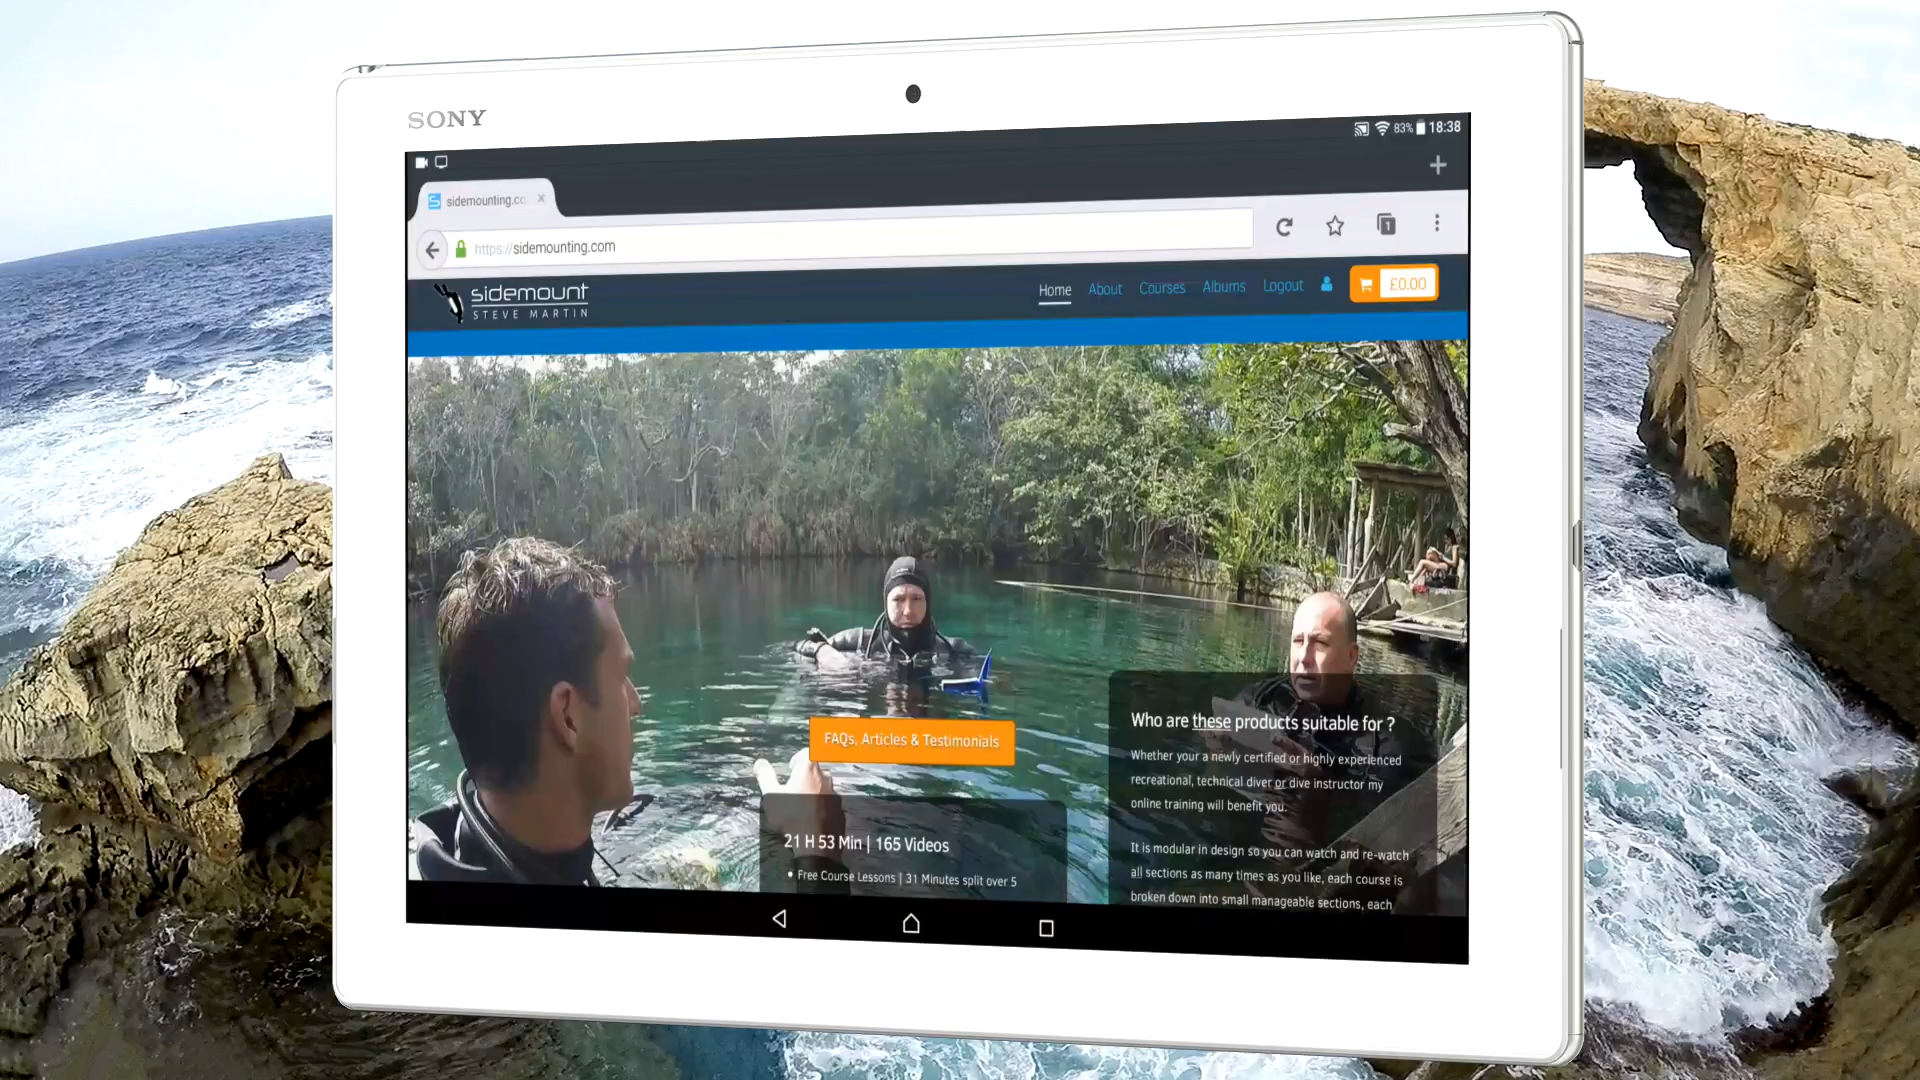 SONY
83% 18:38
sidemounting.co
https://sidemounting.com
sidemount
STEVE MARTIN
Home About Courses Albums Logout £0.00
FAQs, Articles & Testimonials
21 H 53 Min | 165 Videos
• Free Course Lessons | 31 Minutes split over 5
Who are these products suitable for ?
Whether your a newly certified or highly experienced
recreational, technical diver or dive instructor my
online training will benefit you.
It is modular in design so you can watch and re-watch
all sections as many times as you like, each course is
broken down into small manageable sections, each